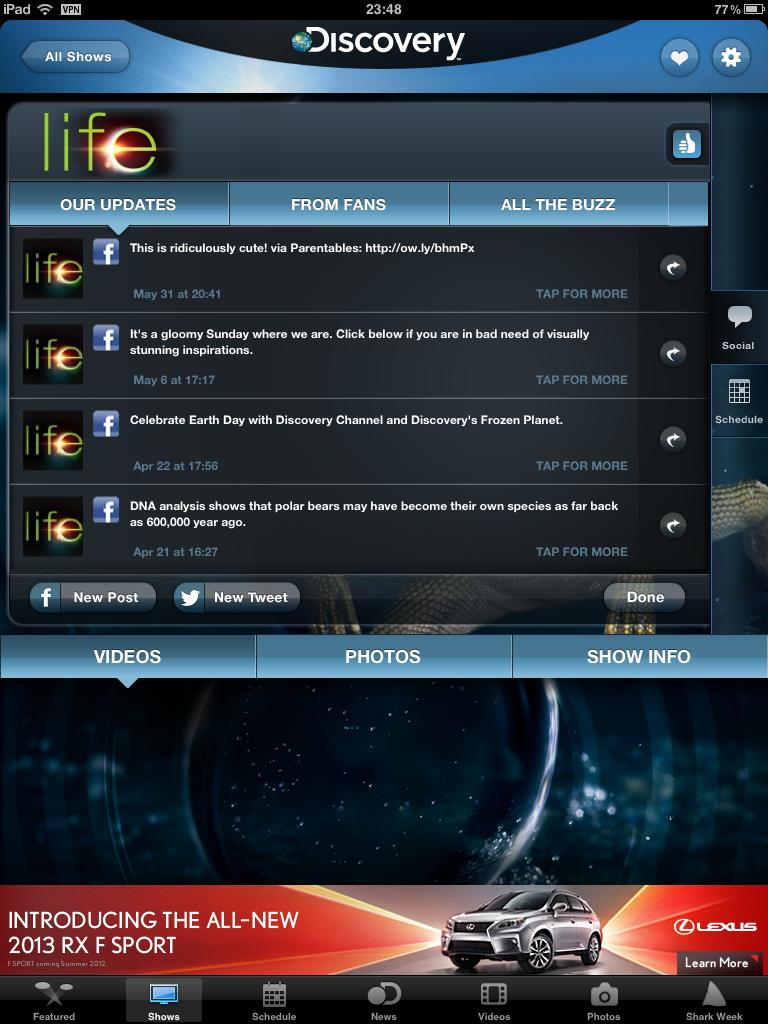 iPad VPN 23:48 77%
All Shows
Discovery
life
OUR UPDATES FROM FANS ALL THE BUZZ
life
This is ridiculously cute! via Parentables: http://ow.ly/bhmPx
May 31 at 20:41 TAP FOR MORE
life
It's a gloomy Sunday where we are. Click below if you are in bad need of visually
stunning inspirations.
May 6 at 17:17 TAP FOR MORE
life
Celebrate Earth Day with Discovery Channel and Discovery's Frozen Planet.
Apr 22 at 17:56 TAP FOR MORE
life
DNA analysis shows that polar bears may have become their own species as far back
as 600,000 year ago.
Apr 21 at 16:27 TAP FOR MORE
Social
Schedule
f New Post New Tweet Done
VIDEOS PHOTOS SHOW INFO
INTRODUCING THE ALL-NEW
2013 RX F SPORT
F SPORT coming Summer 2012.
LEXUS
Learn More
Featured Shows Schedule News Videos Photos Shark Week